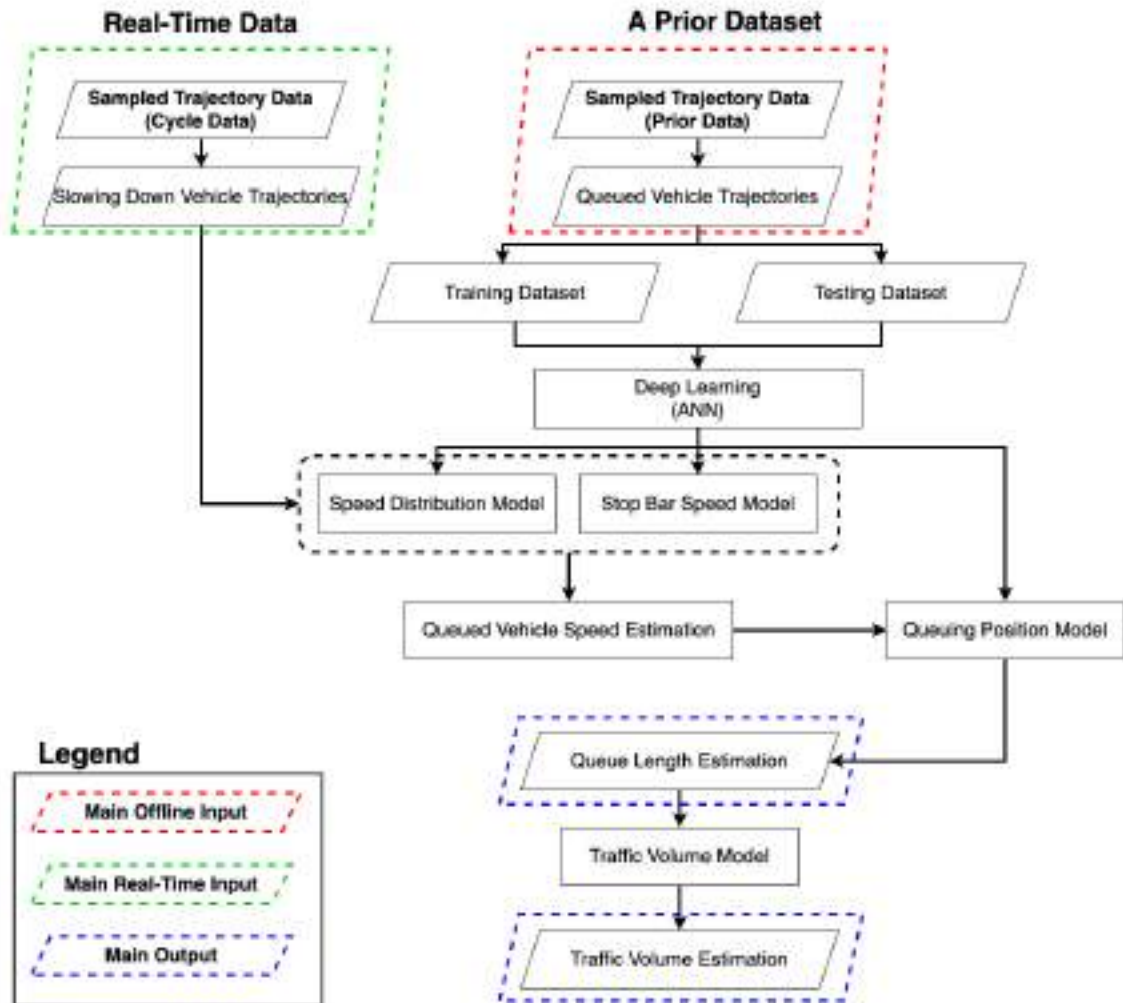 Real-Time Data
A Prior Dataset
Sampled Trajectory Data
(Cycle Data)
Sampled Trajectory Data
(Prior Data)
Slowing Down Vehicle Trajectories
Queued Vehicle Trajectories
Training Dataset
Testing Dataset
Deep Learning
(ANN)
Speed Distribution Model
Stop Bar Speed Model
Queued Vehicle Speed Estimation
Queuing Position Model
Queue Length Estimation
Traffic Volume Model
Traffic Volume Estimation
Legend
Main Offline Input
Main Real-Time Input
Main Output